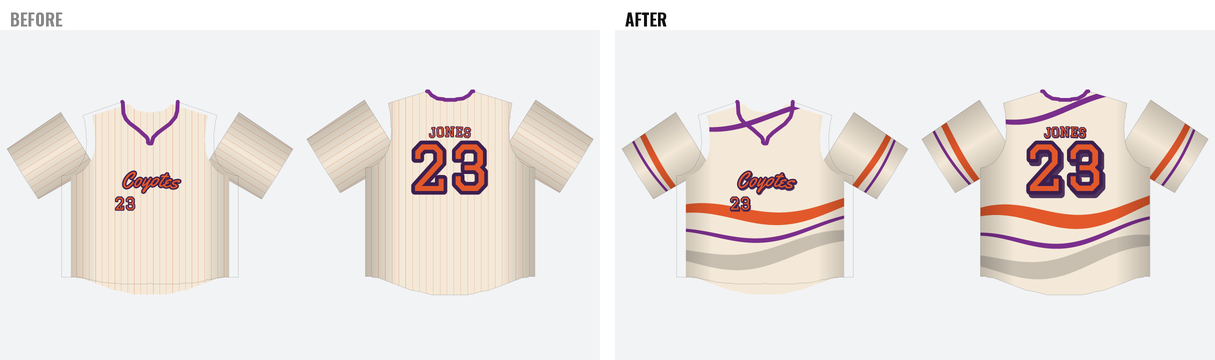 BEFORE
AFTER
Coyotes
23
JONES
23
Coyotes
23
JONES
23